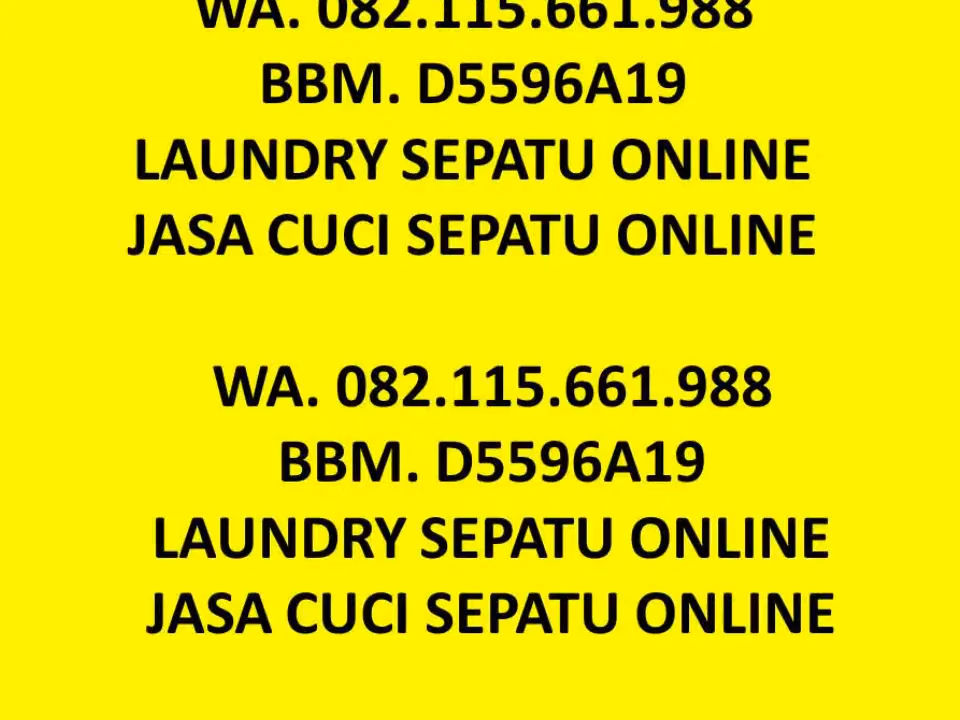 WA. 082.115.661.988
BBM. D5596A19
LAUNDRY SEPATU ONLINE
JASA CUCI SEPATU ONLINE
WA. 082.115.661.988
BBM. D5596A19
LAUNDRY SEPATU ONLINE
JASA CUCI SEPATU ONLINE